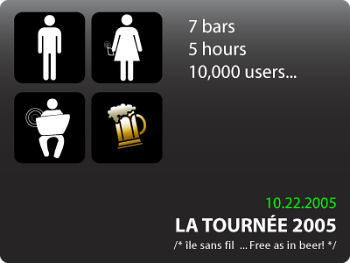 7 bars
5 hours
10,000 users...
10.22.2005
LA TOURNÉE 2005
/* île sans fil ...Free as in beer! */